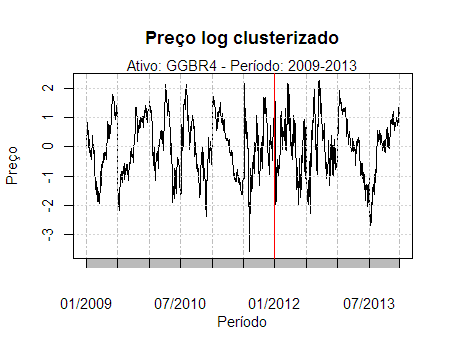 Preço log clusterizado
Ativo: GGBR4 - Período: 2009-2013
Preço
2
1
0
-1
-2
-3
01/2009 07/2010 01/2012 07/2013
Período